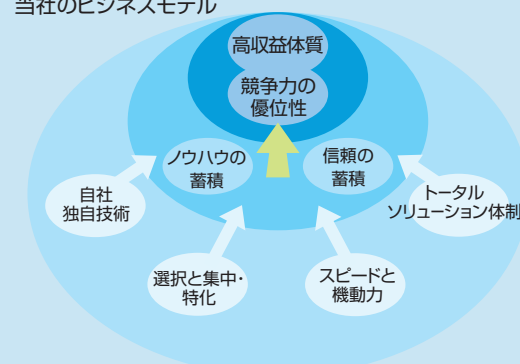 当社のビジネスモデル
高収益体質
競争力の
優位性
ノウハウの
蓄積
信頼の
蓄積
自社
独自技術
トータル
ソリューション体制
選択と集中・
特化
スピードと
機動力